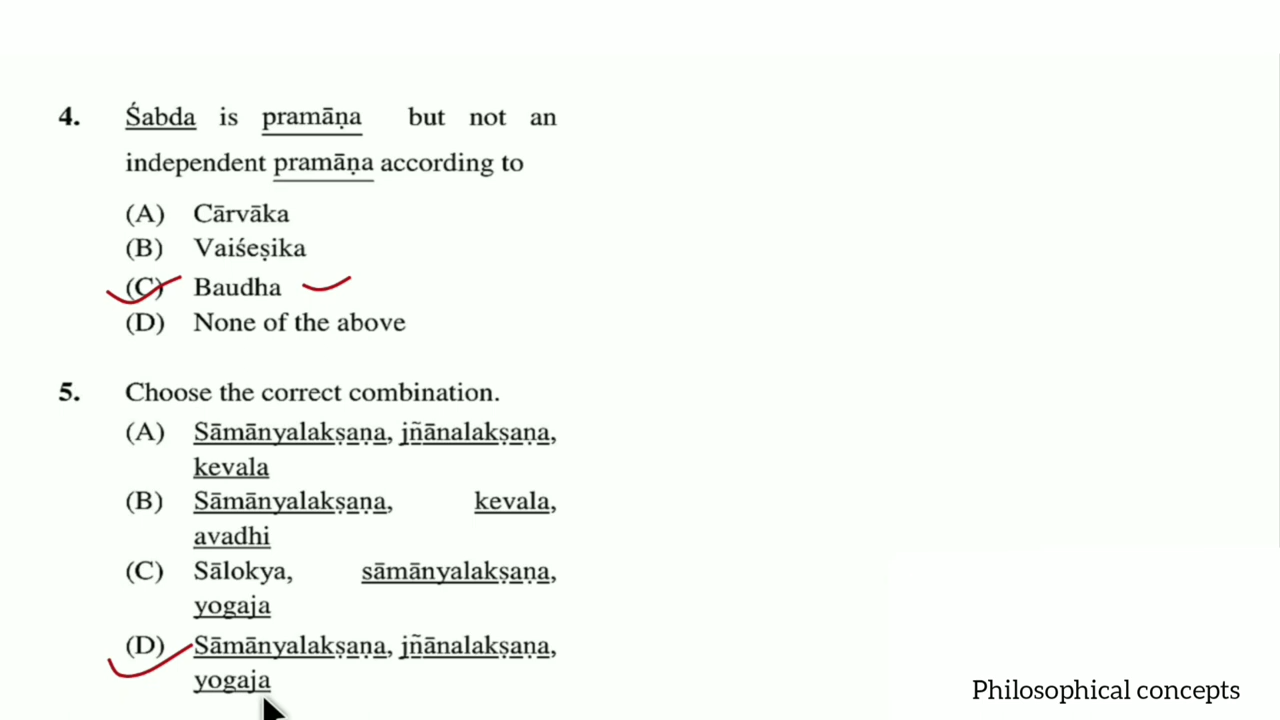 4. Śabda is pramāṇa but not an
independent pramāṇa according to
(A) Cārvāka
(B) Vaiśeṣika
(C) Baudha
(D) None of the above
5. Choose the correct combination.
(A) Sāmānyalakṣaṇa, jñānalakṣaṇa,
kevala
(B) Sāmānyalakṣaṇa, kevala,
avadhi
(C) Sālokya, sāmānyalakṣaṇa,
yogaja
(D) Sāmānyalakṣaṇa, jñānalakṣaṇa,
yogaja
Philosophical concepts